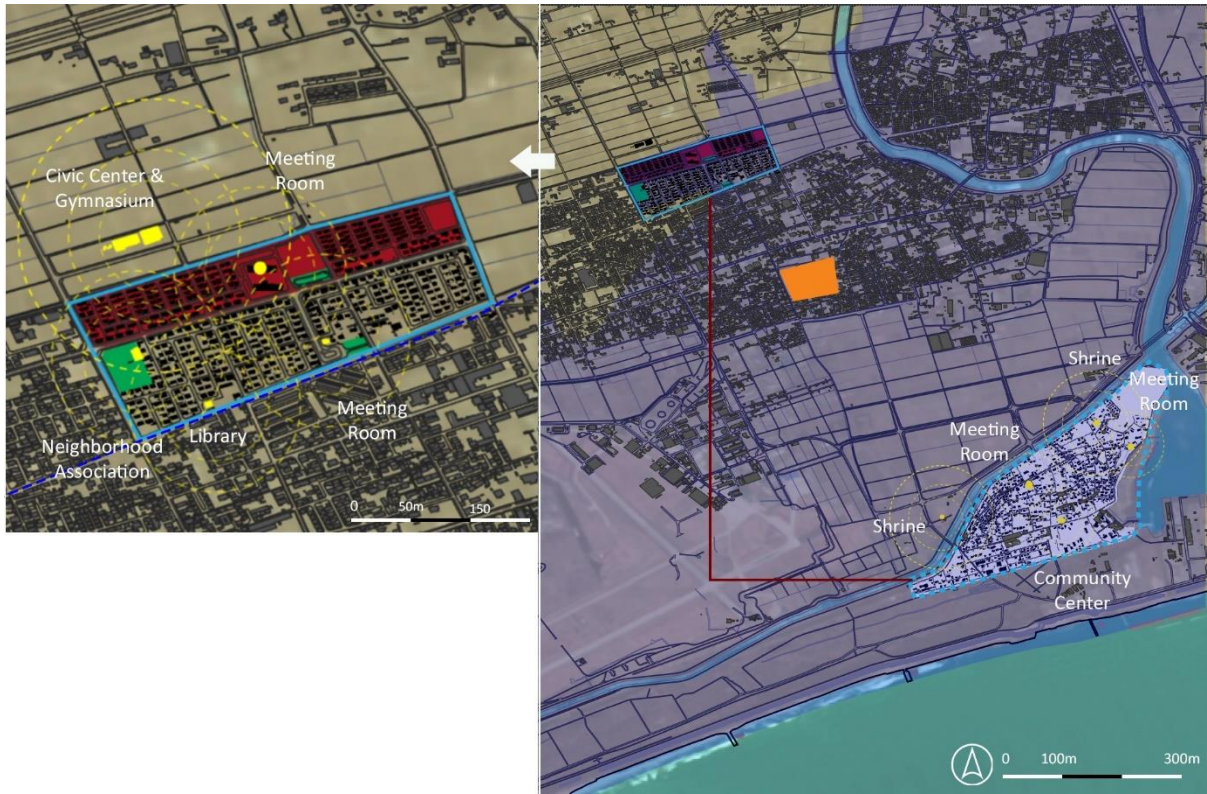 Civic Center &
Gymnasium
Meeting
Room
Neighborhood
Association
Library
Meeting
Room
0 50m 150
Shrine
Meeting
Room
Meeting
Room
Shrine
Community
Center
0 100m 300m